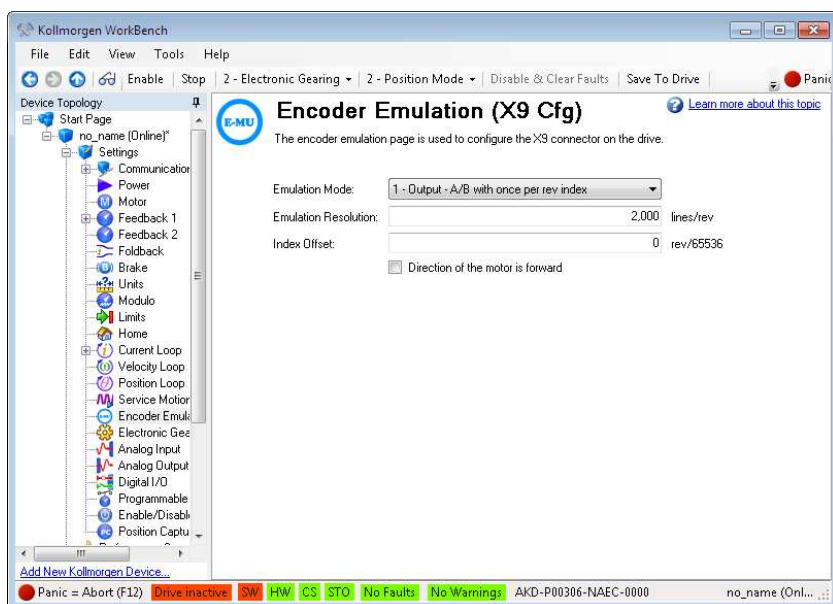 Kollmorgen WorkBench
File Edit View Tools Help
Enable Stop 2 - Electronic Gearing 2 - Position Mode Disable & Clear Faults Save To Drive Panic
Device Topology
Start Page
no_name (Online)*
Settings
Communication
Power
Motor
Feedback 1
Feedback 2
Foldback
Brake
Units
Modulo
Limits
Home
Current Loop
Velocity Loop
Position Loop
Service Motion
Encoder Emula
Electronic Gea
Analog Input
Analog Output
Digital I/O
Programmable
Enable/Disabl
Position Captu
Add New Kollmorgen Device...
E-MU
Encoder Emulation (X9 Cfg)
Learn more about this topic
The encoder emulation page is used to configure the X9 connector on the drive.
Emulation Mode: 1 - Output - A/B with once per rev index
Emulation Resolution: 2,000 lines/rev
Index Offset: 0 rev/65536
Direction of the motor is forward
Panic = Abort (F12) Drive inactive SW HW CS STO No Faults No Warnings AKD-P00306-NAEC-0000 no_name (Onl...